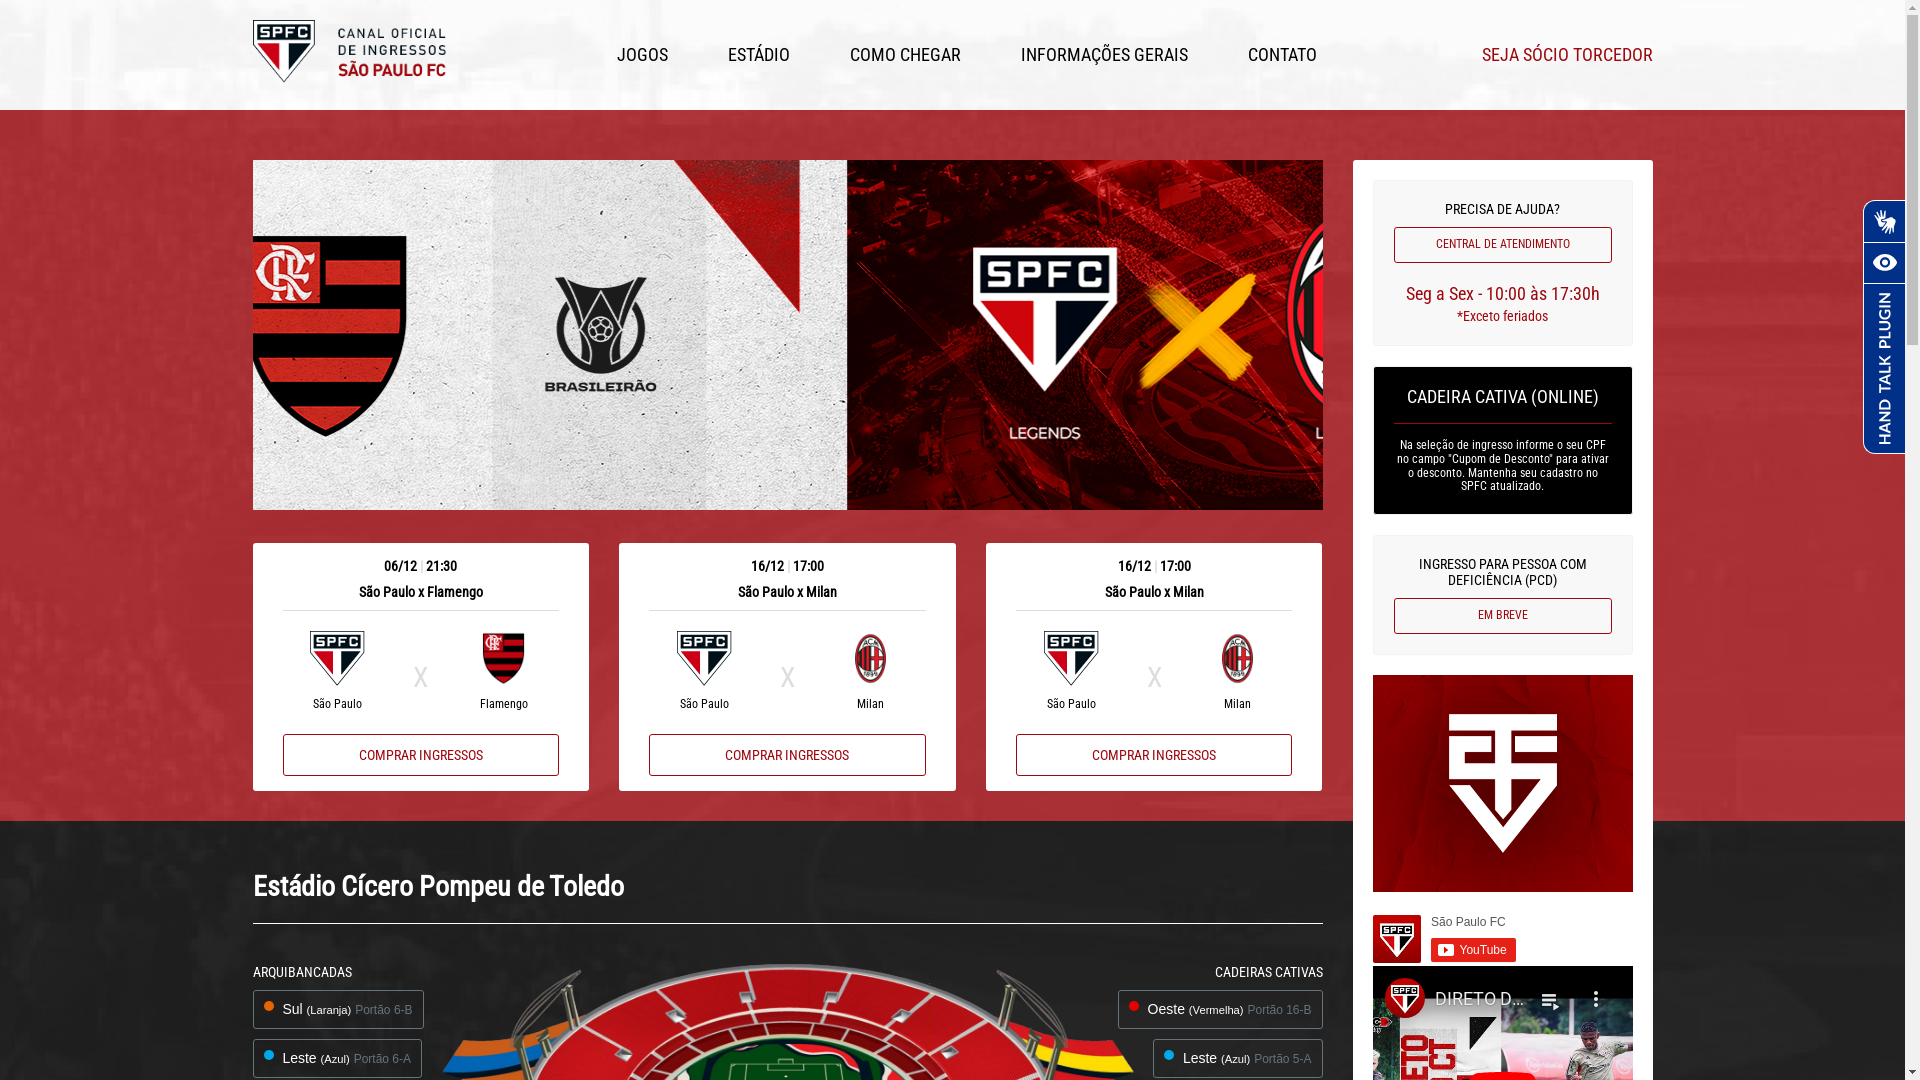 SPFC
CANAL OFICIAL
DE INGRESSOS
SÃO PAULO FC
JOGOS
ESTÁDIO
COMO CHEGAR
INFORMAÇÕES GERAIS
CONTATO
SEJA SÓCIO TORCEDOR
BRASILEIRÃO
SPFC
LEGENDS
L
PRECISA DE AJUDA?
CENTRAL DE ATENDIMENTO
Seg a Sex - 10:00 às 17:30h
*Exceto feriados
CADEIRA CATIVA (ONLINE)
Na seleção de ingresso informe o seu CPF
no campo "Cupom de Desconto" para ativar
o desconto. Mantenha seu cadastro no
SPFC atualizado.
INGRESSO PARA PESSOA COM
DEFICIÊNCIA (PCD)
EM BREVE
HAND TALK PLUGIN
06/12 | 21:30
São Paulo x Flamengo
SPFC
X
São Paulo
Flamengo
COMPRAR INGRESSOS
16/12 | 17:00
São Paulo x Milan
SPFC
X
São Paulo
Milan
COMPRAR INGRESSOS
16/12 | 17:00
São Paulo x Milan
SPFC
X
São Paulo
Milan
COMPRAR INGRESSOS
Estádio Cícero Pompeu de Toledo
ARQUIBANCADAS
Sul (Laranja) Portão 6-B
Leste (Azul) Portão 6-A
CADEIRAS CATIVAS
Oeste (Vermelha) Portão 16-B
Leste (Azul) Portão 5-A
SPFC
São Paulo FC
YouTube
SPFC
DIRETO D...